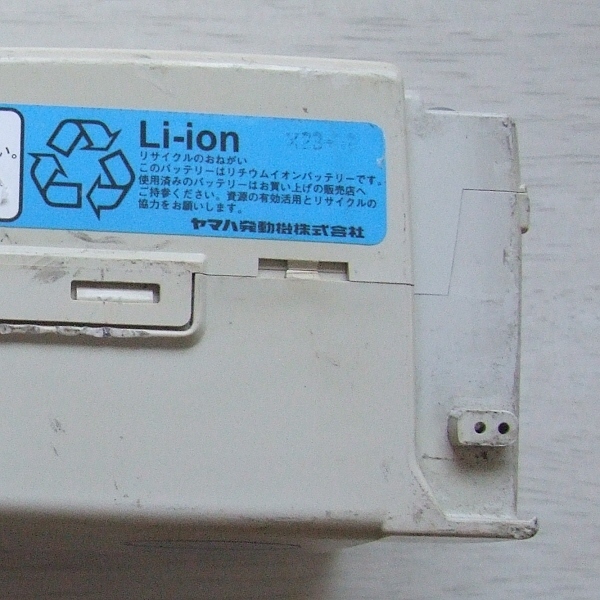 い。
Li-ion
リサイクルのおねがい
このバッテリーはリチウムイオンバッテリーです。
使用済みのバッテリーはお買い上げの販売店へ
ご持参ください。資源の有効活用とリサイクルの
協力をお願いします。
ヤマハ発動機株式会社